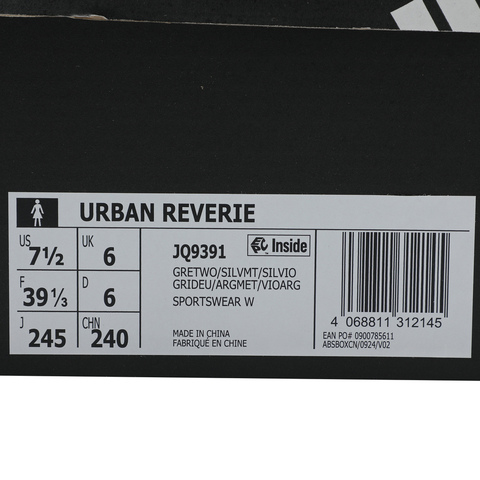 URBAN REVERIE
US 7½ UK 6
F 39⅓ D 6
J 245 CHN 240
JQ9391 Inside
GRETWO/SILVMT/SILVIO
GRIDEU/ARGMET/VIOARG
SPORTSWEAR W
MADE IN CHINA
FABRIQUÉ EN CHINE
4 068811 312145
EAN PO# 0900785611
ABSBOXCN/0924/V02